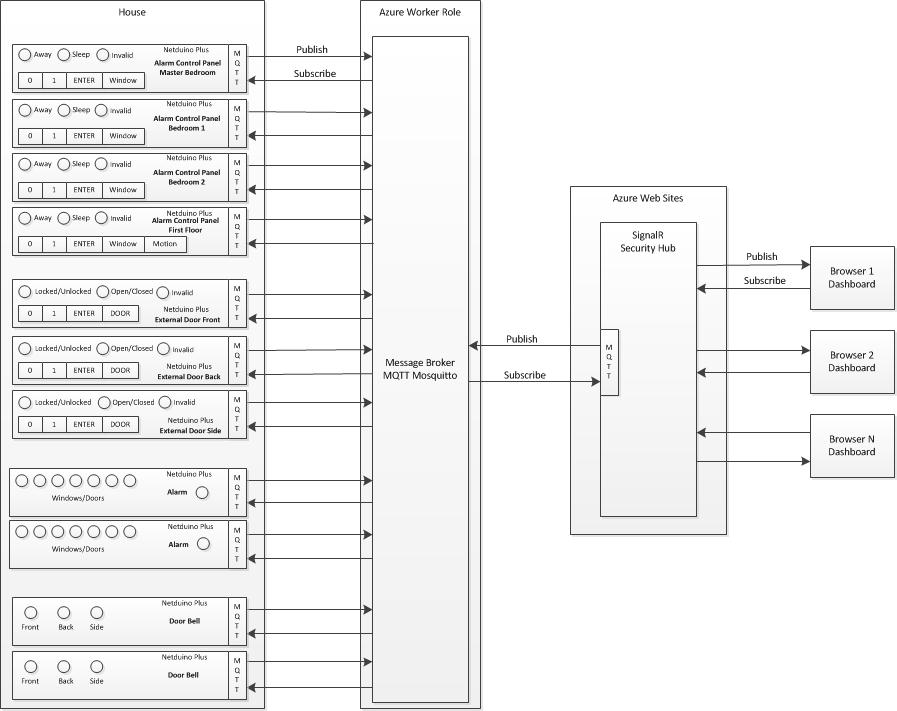 House
Azure Worker Role
Away Sleep Invalid
Netduino Plus
Alarm Control Panel
Master Bedroom
0 1 ENTER Window
M
Q
T
T
Publish
Subscribe
Away Sleep Invalid
Netduino Plus
Alarm Control Panel
Bedroom 1
0 1 ENTER Window
M
Q
T
T
Away Sleep Invalid
Netduino Plus
Alarm Control Panel
Bedroom 2
0 1 ENTER Window
M
Q
T
T
Away Sleep Invalid
Netduino Plus
Alarm Control Panel
First Floor
0 1 ENTER Window Motion
M
Q
T
T
Locked/Unlocked Open/Closed Invalid
Netduino Plus
External Door Front
0 1 ENTER DOOR
M
Q
T
T
Locked/Unlocked Open/Closed Invalid
Netduino Plus
External Door Back
0 1 ENTER DOOR
M
Q
T
T
Locked/Unlocked Open/Closed Invalid
Netduino Plus
External Door Side
0 1 ENTER DOOR
M
Q
T
T
Netduino Plus
Alarm
Windows/Doors
M
Q
T
T
Netduino Plus
Alarm
Windows/Doors
M
Q
T
T
Netduino Plus
Door Bell
Front Back Side
M
Q
T
T
Netduino Plus
Door Bell
Front Back Side
M
Q
T
T
Message Broker
MQTT Mosquitto
Publish
Subscribe
Azure Web Sites
SignalR
Security Hub
M
Q
T
T
Publish
Subscribe
Browser 1
Dashboard
Browser 2
Dashboard
Browser N
Dashboard